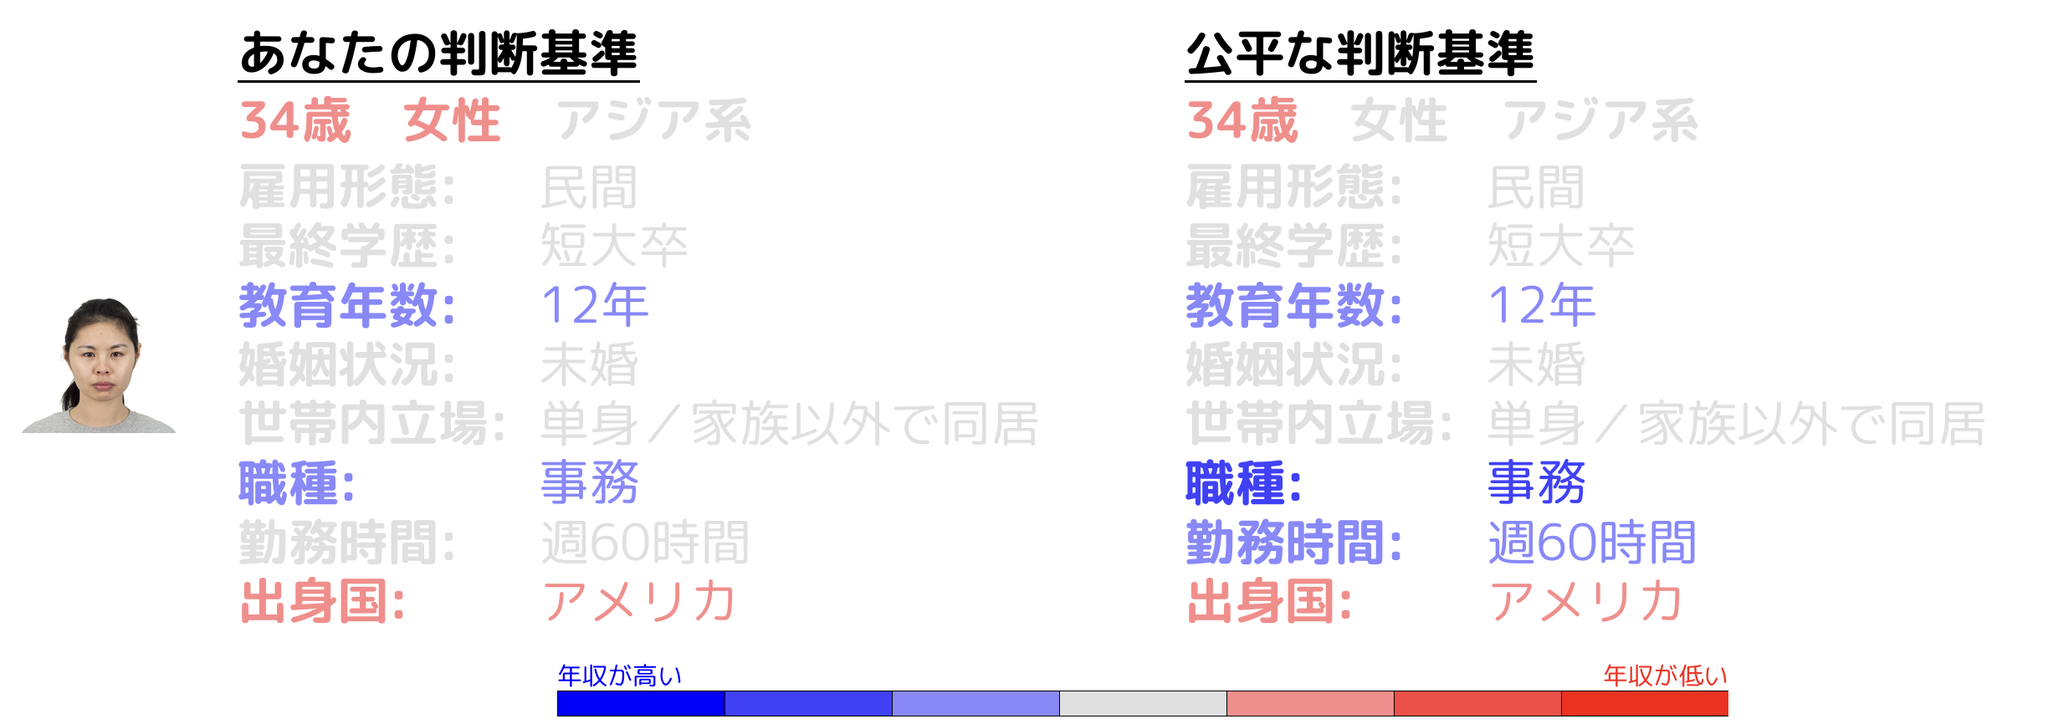 あなたの判断基準
34歳 女性 アジア系
雇用形態: 民間
最終学歴: 短大卒
教育年数: 12年
婚姻状況: 未婚
世帯内立場: 単身／家族以外で同居
職種: 事務
勤務時間: 週60時間
出身国: アメリカ
公平な判断基準
34歳 女性 アジア系
雇用形態: 民間
最終学歴: 短大卒
教育年数: 12年
婚姻状況: 未婚
世帯内立場: 単身／家族以外で同居
職種: 事務
勤務時間: 週60時間
出身国: アメリカ
年収が高い
年収が低い